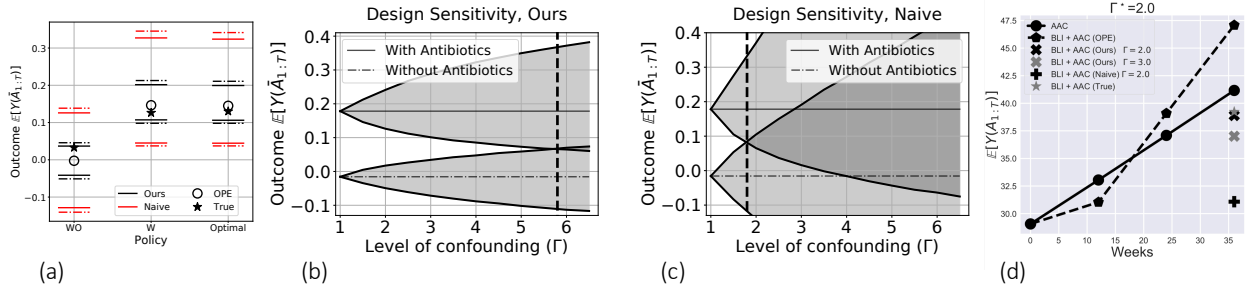 Outcome 𝔼[Y(Ā₁:T)]
0.3
0.2
0.1
0.0
−0.1
Ours
Naive
OPE
True
WO
W
Optimal
Policy
(a)
Design Sensitivity, Ours
Outcome 𝔼[Y(Ā₁:T)]
0.4
0.3
0.2
0.1
0.0
−0.1
With Antibiotics
Without Antibiotics
1 2 3 4 5 6
Level of confounding (Γ)
(b)
Design Sensitivity, Naive
Outcome 𝔼[Y(Ā₁:T)]
0.4
0.3
0.2
0.1
0.0
−0.1
With Antibiotics
Without Antibiotics
1 2 3 4 5 6
Level of confounding (Γ)
(c)
Γ*=2.0
𝔼[Y(A₁:T)]
47.5
45.0
42.5
40.0
37.5
35.0
32.5
30.0
AAC
BLI + AAC (OPE)
BLI + AAC (Ours) Γ = 2.0
BLI + AAC (Ours) Γ = 3.0
BLI + AAC (Naive) Γ = 2.0
BLI + AAC (True)
0 5 10 15 20 25 30 35
Weeks
(d)